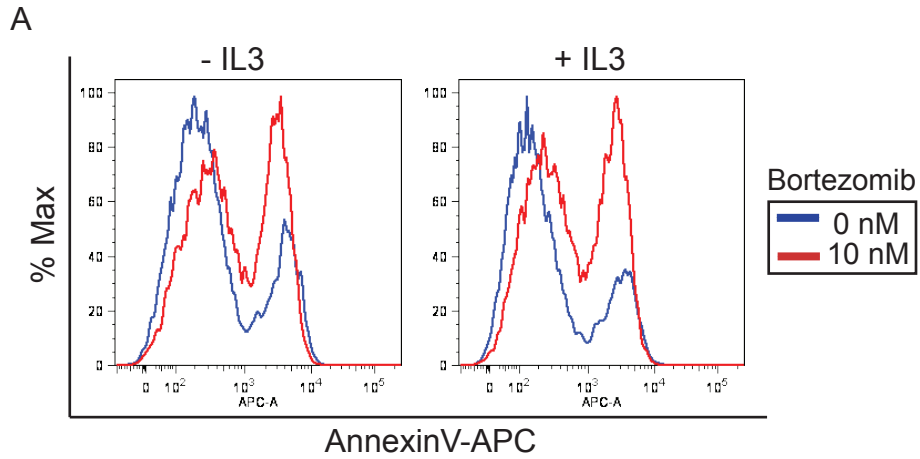 A
- IL3
+ IL3
% Max
100
80
60
40
20
0
0 10² 10³ 10⁴ 10⁵
APC-A
100
80
60
40
20
0
0 10² 10³ 10⁴ 10⁵
APC-A
AnnexinV-APC
Bortezomib
0 nM
10 nM